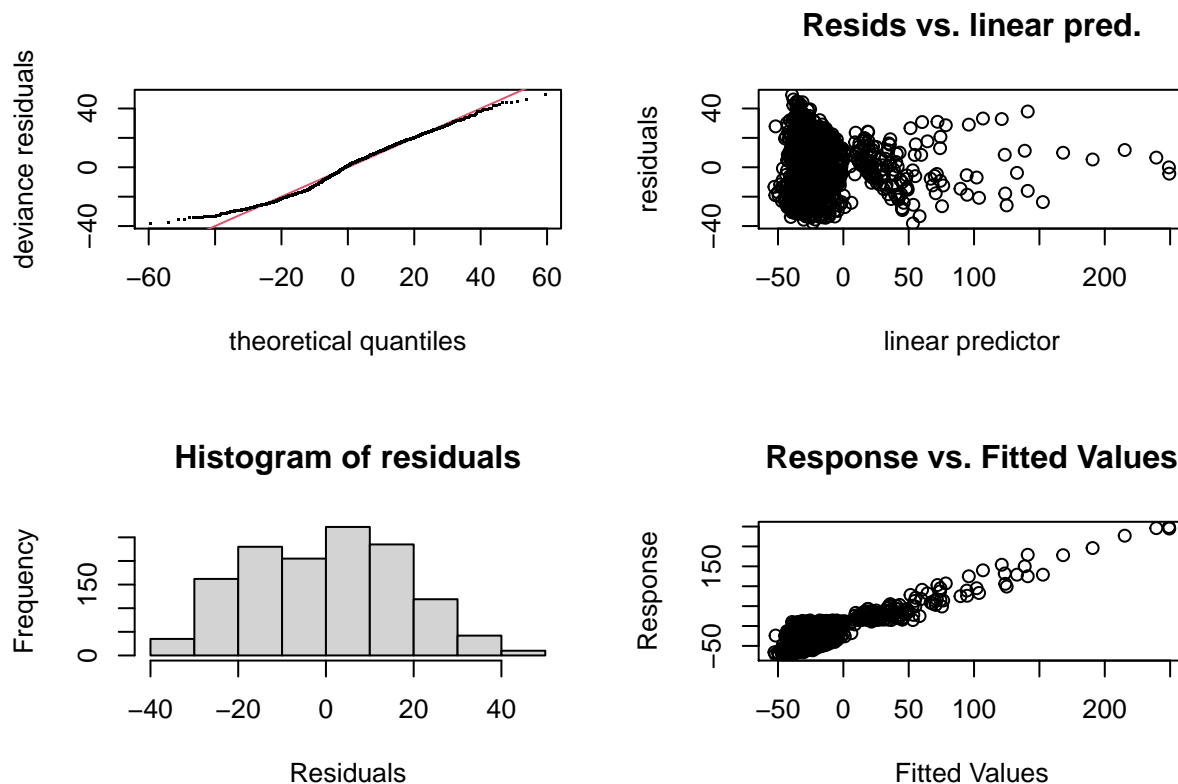 deviance residuals
40
0
−40
−60
−20
0
20
40
60
theoretical quantiles
Resids vs. linear pred.
residuals
40
0
−40
−50
0
50
100
200
linear predictor
Histogram of residuals
Frequency
150
0
−40
−20
0
20
40
Residuals
Response vs. Fitted Values
Response
150
−50
−50
0
50
100
200
Fitted Values